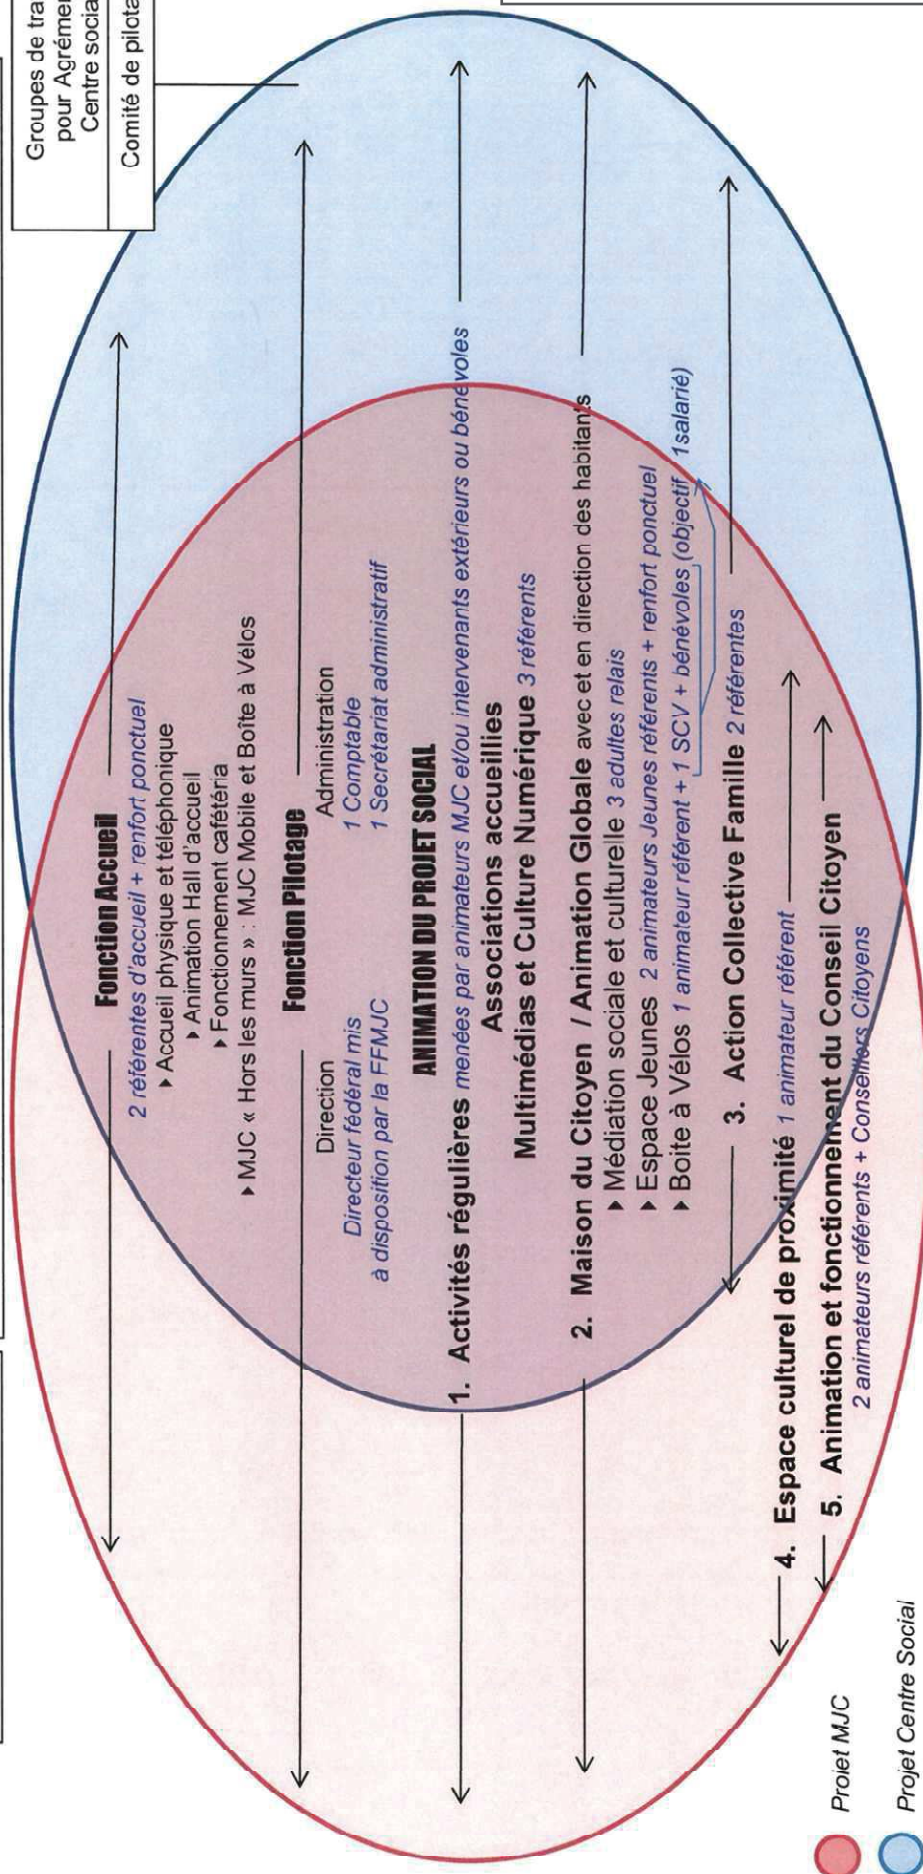 Groupes de
pour
Centre
Comité de
Fonction Accueil
2 référentes d'accueil + renfort ponctuel
▸ Accueil physique et téléphonique
▸ Animation Hall d'accueil
▸ Fonctionnement cafétéria
▸ MJC « Hors les murs » : MJC Mobile et Boîte à Vélos
Fonction Pilotage
Direction
Directeur fédéral mis
à disposition par la FFMJC
Administration
1 Comptable
1 Secrétariat administratif
ANIMATION DU PROJET SOCIAL
1. Activités régulières menées par animateurs MJC et/ou intervenants extérieurs ou bénévoles
Associations accueillies
Multimédias et Culture Numérique 3 référents
2. Maison du Citoyen / Animation Globale avec et en direction des habitants
▸ Médiation sociale et culturelle 3 adultes relais
▸ Espace Jeunes 2 animateurs Jeunes référents + renfort ponctuel
▸ Boite à Vélos 1 animateur référent + 1 SCV + bénévoles (objectif 1salarié)
3. Action Collective Famille 2 référentes
4. Espace culturel de proximité 1 animateur référent
5. Animation et fonctionnement du Conseil Citoyen
2 animateurs référents + Conseillers Citoyens
Projet MJC
Projet Centre Social